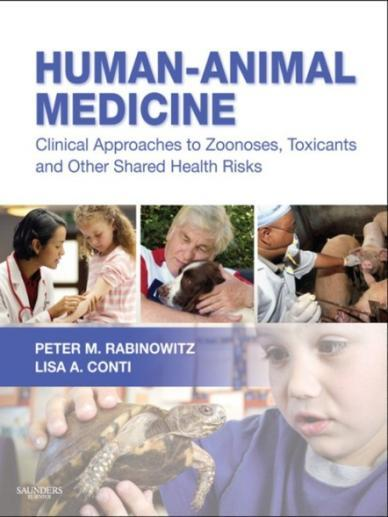 HUMAN-ANIMAL
MEDICINE
Clinical Approaches to Zoonoses, Toxicants
and Other Shared Health Risks
PETER M. RABINOWITZ
LISA A. CONTI
SAUNDERS
ELSEVIER